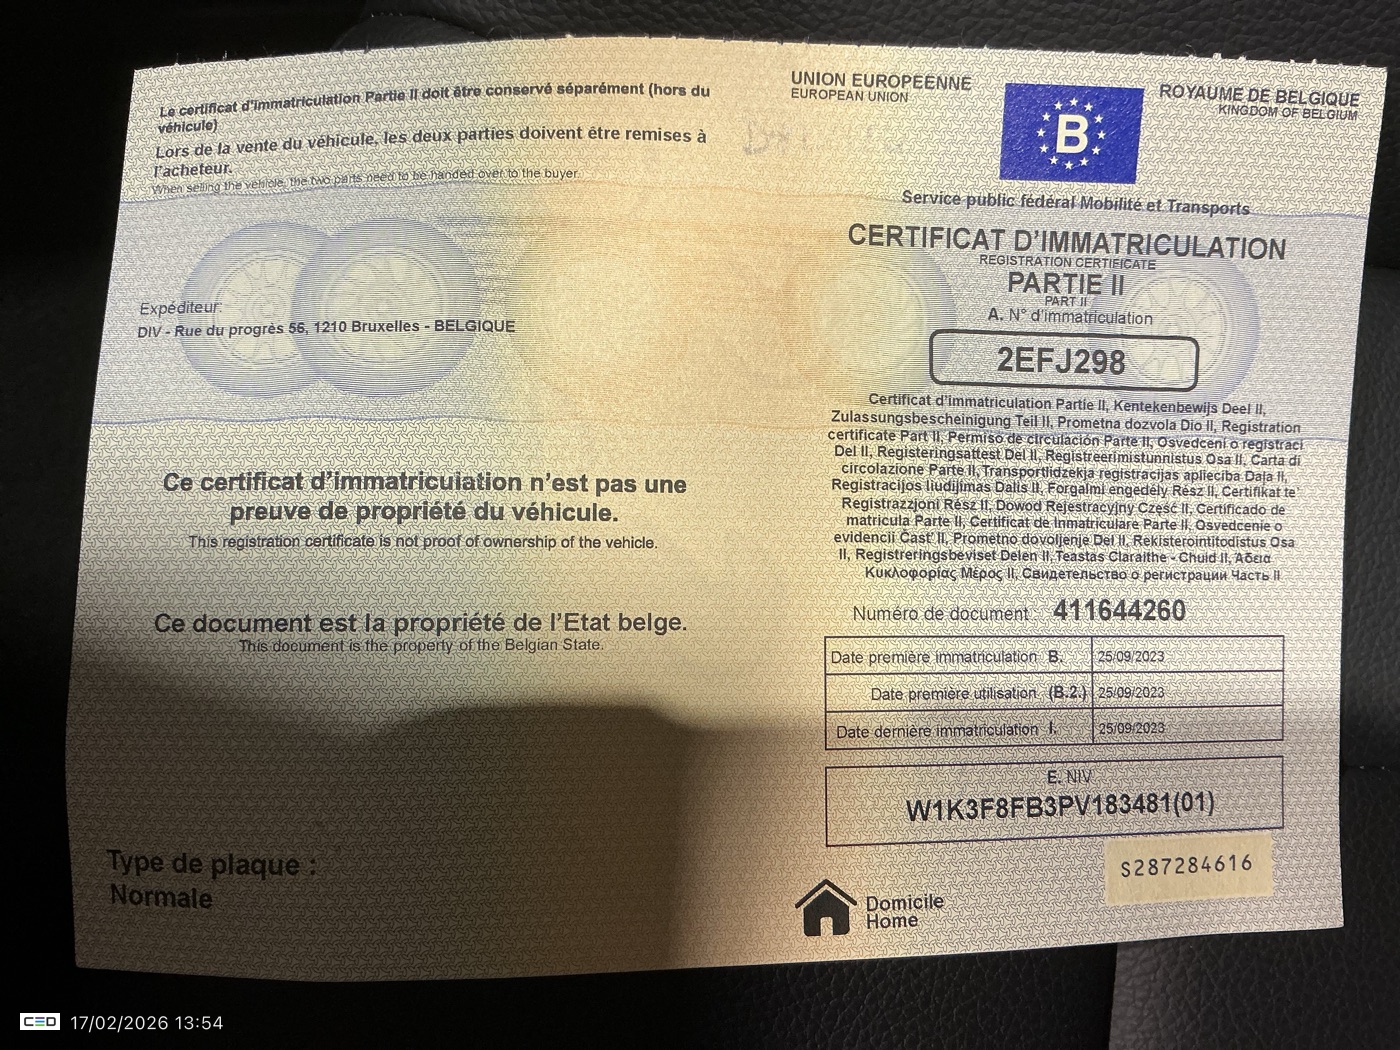 Le certificat d'immatriculation Partie II doit être conservé séparément (hors du
véhicule)
Lors de la vente du véhicule, les deux parties doivent être remises à
l'acheteur.
When selling the vehicle, the two parts need to be handed over to the buyer.
Expéditeur:
DIV - Rue du progrès 56, 1210 Bruxelles - BELGIQUE
Ce certificat d'immatriculation n'est pas une
preuve de propriété du véhicule.
This registration certificate is not proof of ownership of the vehicle.
Ce document est la propriété de l'Etat belge.
This document is the property of the Belgian State.
Type de plaque :
Normale
UNION EUROPEENNE
EUROPEAN UNION
B
ROYAUME DE BELGIQUE
KINGDOM OF BELGIUM
Service public fédéral Mobilité et Transports
CERTIFICAT D'IMMATRICULATION
REGISTRATION CERTIFICATE
PARTIE II
PART II
A. N° d'immatriculation
2EFJ298
Certificat d'immatriculation Partie II, Kentekenbewijs Deel II,
Zulassungsbescheinigung Teil II, Prometna dozvola Dio II, Registration
certificate Part II, Permiso de circulación Parte II, Osvedceni o registraci
Del II, Registeringsattest Del II, Registreerimistunnistus Osa II, Carta di
circolazione Parte II, Transportlidzekja registracijas aplieciba Daja II,
Registracijos liudijimas Dalis II, Forgalmi engedély Rész II, Certifikat te'
Registrazzjoni Rész II, Dowod Rejestracyjny Część II, Certificado de
matricula Parte II, Certificat de Inmatriculare Parte II, Osvedcenie o
evidencii Časť II, Prometno dovoljenje Del II, Rekisterointitodistus Osa
II, Registreringsbeviset Delen II, Teastas Claraithe - Chuid II, Άδεια
Κυκλοφορίας Μέρος II, Свидетельство о регистрации Часть II
Numéro de document : 411644260
Date première immatriculation B. 25/09/2023
Date première utilisation (B.2.) 25/09/2023
Date dernière immatriculation I. 25/09/2023
E. NIV
W1K3F8FB3PV183481(01)
S287284616
Domicile
Home
CED 17/02/2026 13:54